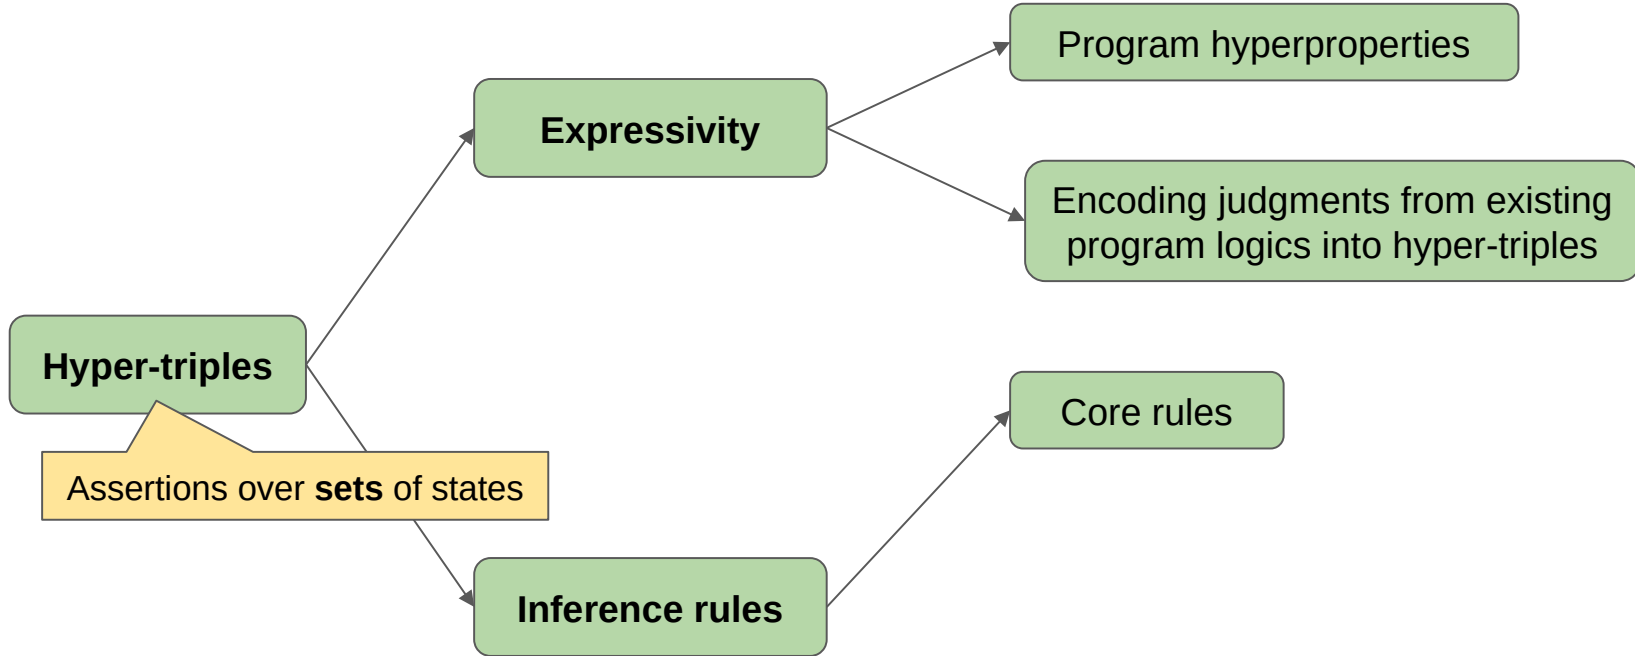 Program hyperproperties
Expressivity
Encoding judgments from existing
program logics into hyper-triples
Hyper-triples
Assertions over sets of states
Core rules
Inference rules